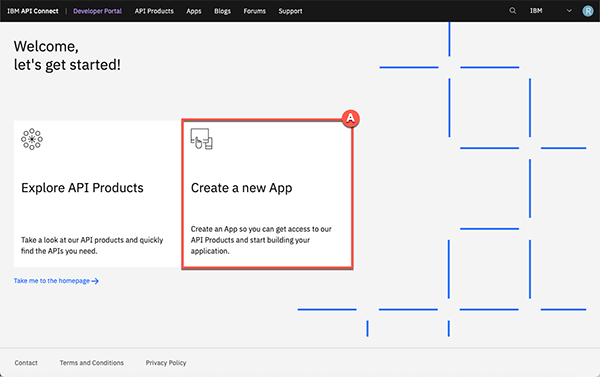 IBM API Connect | Developer Portal API Products Apps Blogs Forums Support IBM R
Welcome,
let's get started!
A
Explore API Products
Take a look at our API products and quickly
find the APIs you need.
Create a new App
Create an App so you can get access to our
API Products and start building your
application.
Take me to the homepage
Contact Terms and Conditions Privacy Policy